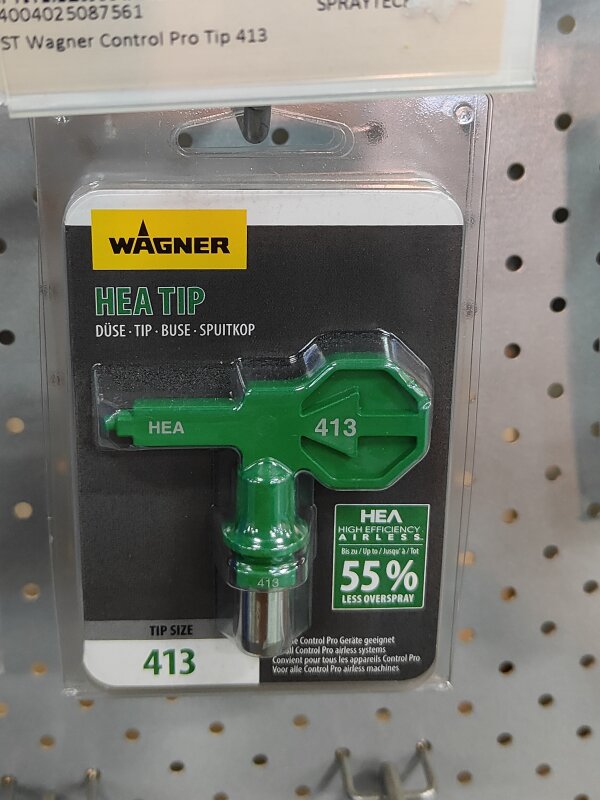 4004025087561
ST Wagner Control Pro Tip 413
WAGNER
HEA TIP
DÜSE · TIP · BUSE · SPUITKOP
HEA
413
HEA
HIGH EFFICIENCY
AIRLESS
Bis zu / Up to / Jusqu' à / Tot
55%
LESS OVERSPRAY
413
TIP SIZE
413
e Control Pro Geräte geeignet
all Control Pro airless systems
Convient pour tous les appareils Control Pro
Voor alle Control Pro airless machines